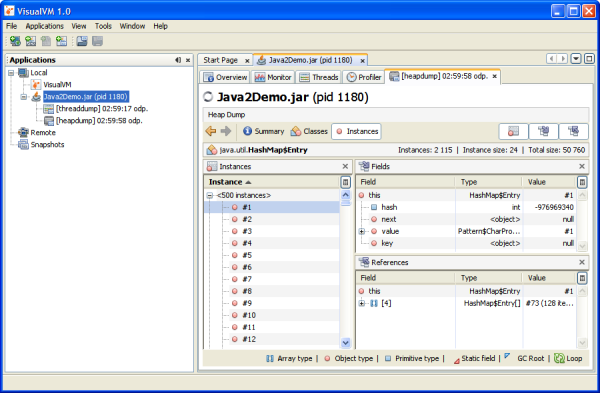 VisualVM 1.0
File Applications View Tools Window Help
Applications
Local
VisualVM
Java2Demo.jar (pid 1180)
[threaddump] 02:59:17 odp.
[heapdump] 02:59:58 odp.
Remote
Snapshots
Start Page Java2Demo.jar (pid 1180)
Overview Monitor Threads Profiler [heapdump] 02:59:58 odp.
Java2Demo.jar (pid 1180)
Heap Dump
Summary Classes Instances
java.util.HashMap$Entry Instances: 2 115 | Instance size: 24 | Total size: 50 760
Instances
Instance
<500 instances>
#1
#2
#3
#4
#5
#6
#7
#8
#9
#10
#11
#12
Fields
Field Type Value
this HashMap$Entry #1
hash int -976969340
next <object> null
value Pattern$CharPro... #1
key <object> null
References
Field Type Value
this HashMap$Entry #1
[4] HashMap$Entry[] #73 (128 ite...
Array type | Object type | Primitive type | Static field | GC Root | Loop